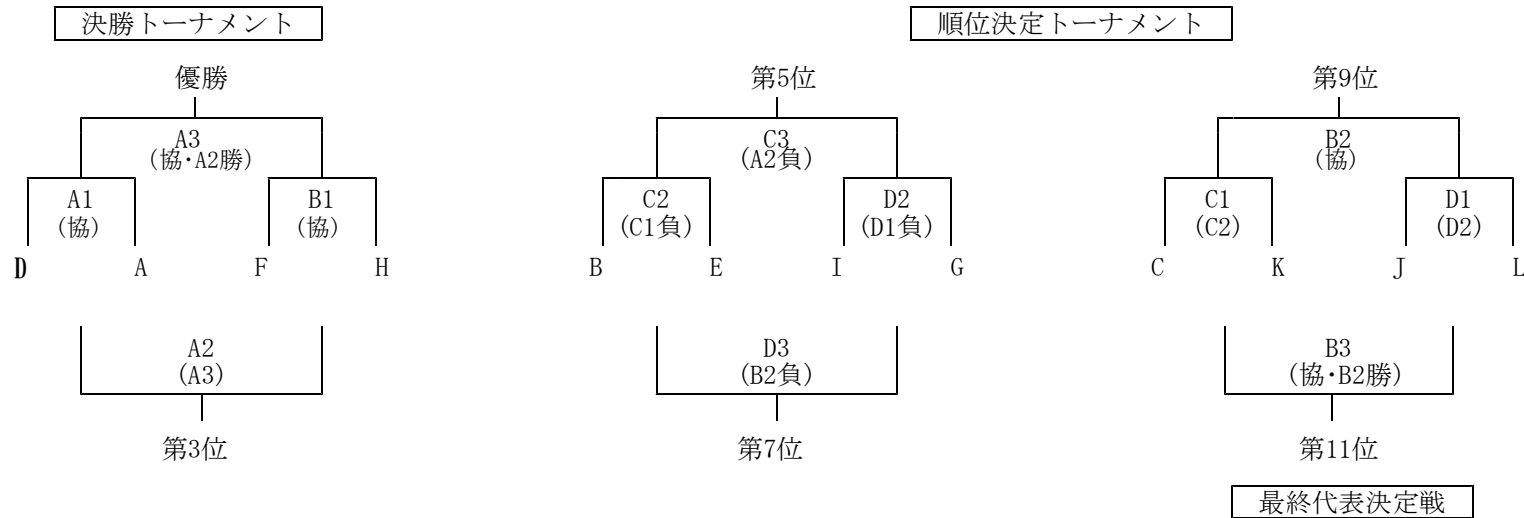 決勝トーナメント
順位決定トーナメント
優勝
第5位
第9位
A3
(協・A2勝)
C3
(A2負)
B2
(協)
A1
(協)
B1
(協)
C2
(C1負)
D2
(D1負)
C1
(C2)
D1
(D2)
D A F H B E I G C K J L
A2
(A3)
D3
(B2負)
B3
(協・B2勝)
第3位
第7位
第11位
最終代表決定戦